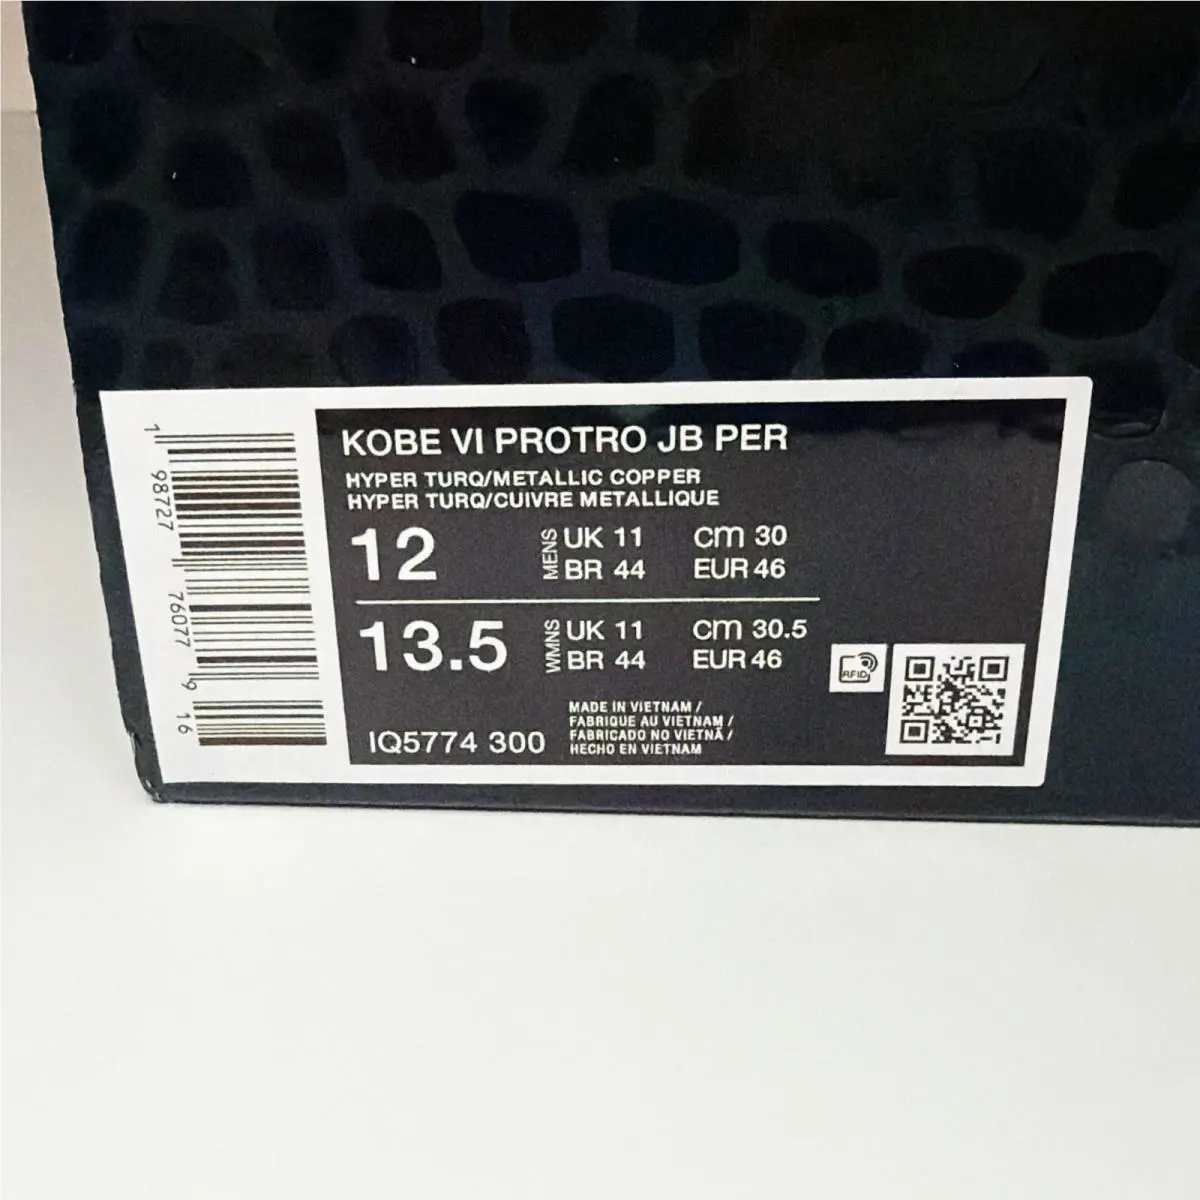 KOBE VI PROTRO JB PER
HYPER TURQ/METALLIC COPPER
HYPER TURQ/CUIVRE METALLIQUE
12
MENS
UK 11 cm 30
BR 44 EUR 46
13.5
WMNS
UK 11 cm 30.5
BR 44 EUR 46
IQ5774 300
MADE IN VIETNAM /
FABRIQUE AU VIETNAM /
FABRICADO NO VIETNÃ /
HECHO EN VIETNAM
RFID
1 98727 76077 9 16